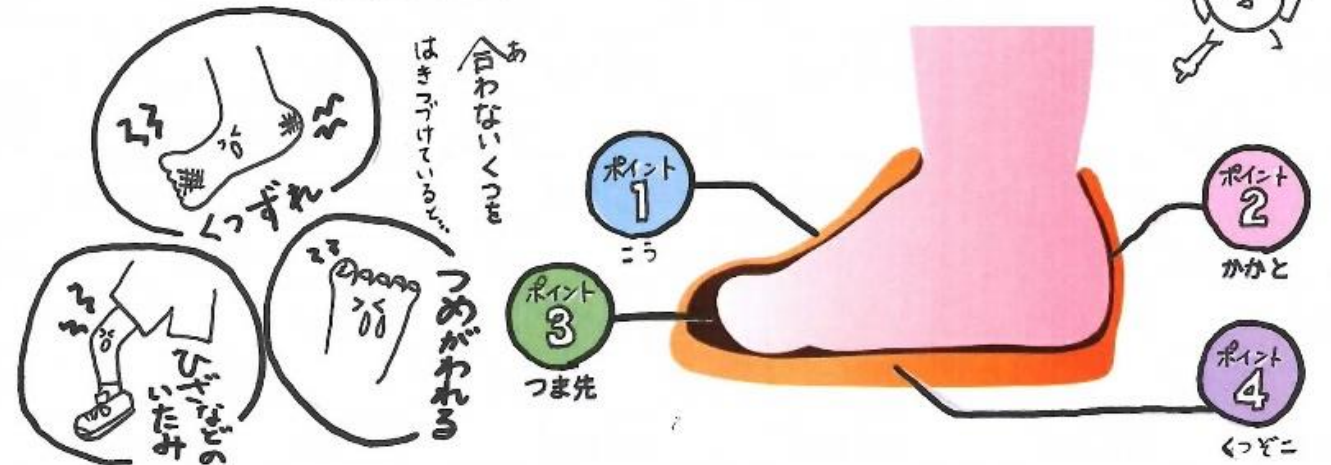 合わないくつを
あ
はきつづけていると…
くつずれ
つめがわれる
ひざなどの
いたみ
ポイント
1
こう
ポイント
2
かかと
ポイント
3
つま先
ポイント
4
くつぞこ